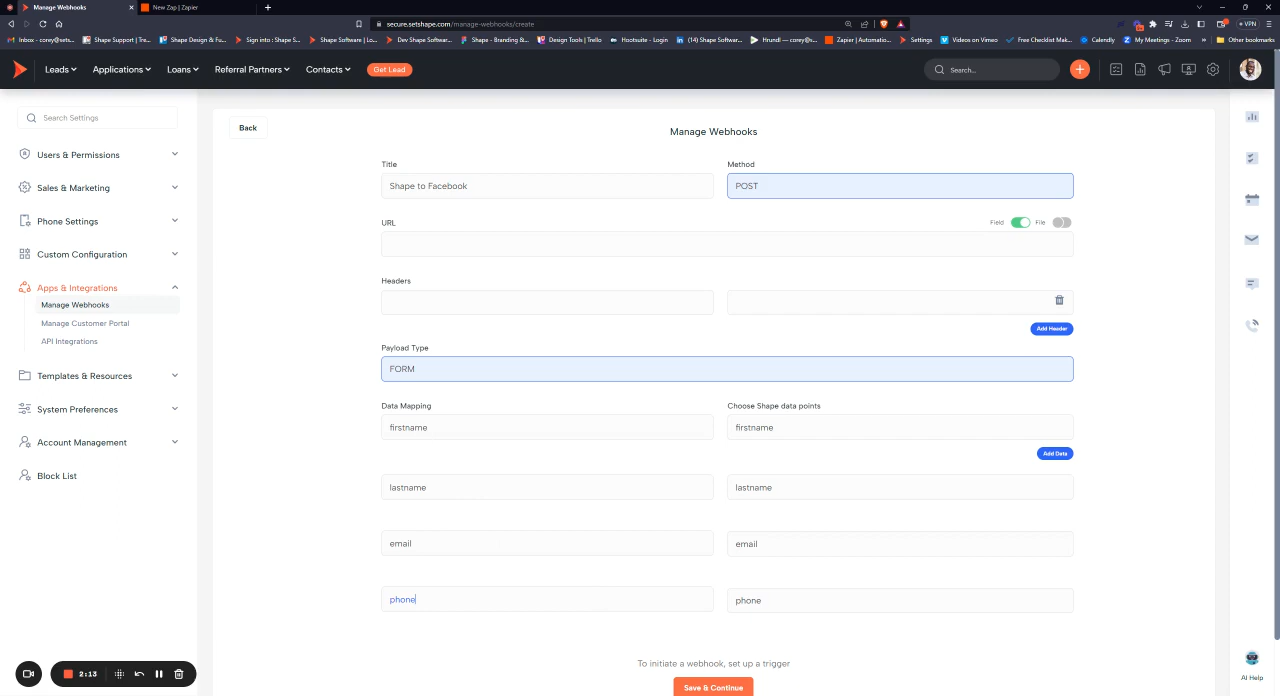 Manage Webhooks
New Zap | Zapier
secure.setshape.com/manage-webhooks/create
VPN
Inbox - corey@sets...
Shape Support | Tre...
Shape Design & Fu...
Sign into : Shape S...
Shape Software | Lo...
Dev Shape Softwar...
Shape - Branding &...
Design Tools | Trello
Hootsuite - Login
(14) Shape Softwar...
Hrundl — corey@s...
Zapier | Automatio...
Settings
Videos on Vimeo
Free Checklist Mak...
Calendly
My Meetings - Zoom
Other bookmarks
Leads
Applications
Loans
Referral Partners
Contacts
Get Lead
Search...
Search Settings
Users & Permissions
Sales & Marketing
Phone Settings
Custom Configuration
Apps & Integrations
Manage Webhooks
Manage Customer Portal
API Integrations
Templates & Resources
System Preferences
Account Management
Block List
Back
Manage Webhooks
Title
Method
Shape to Facebook
POST
URL
Field
File
Headers
Add Header
Payload Type
FORM
Data Mapping
Choose Shape data points
firstname
firstname
Add Data
lastname
lastname
email
email
phone
phone
To initiate a webhook, set up a trigger
Save & Continue
2:13
AI Help